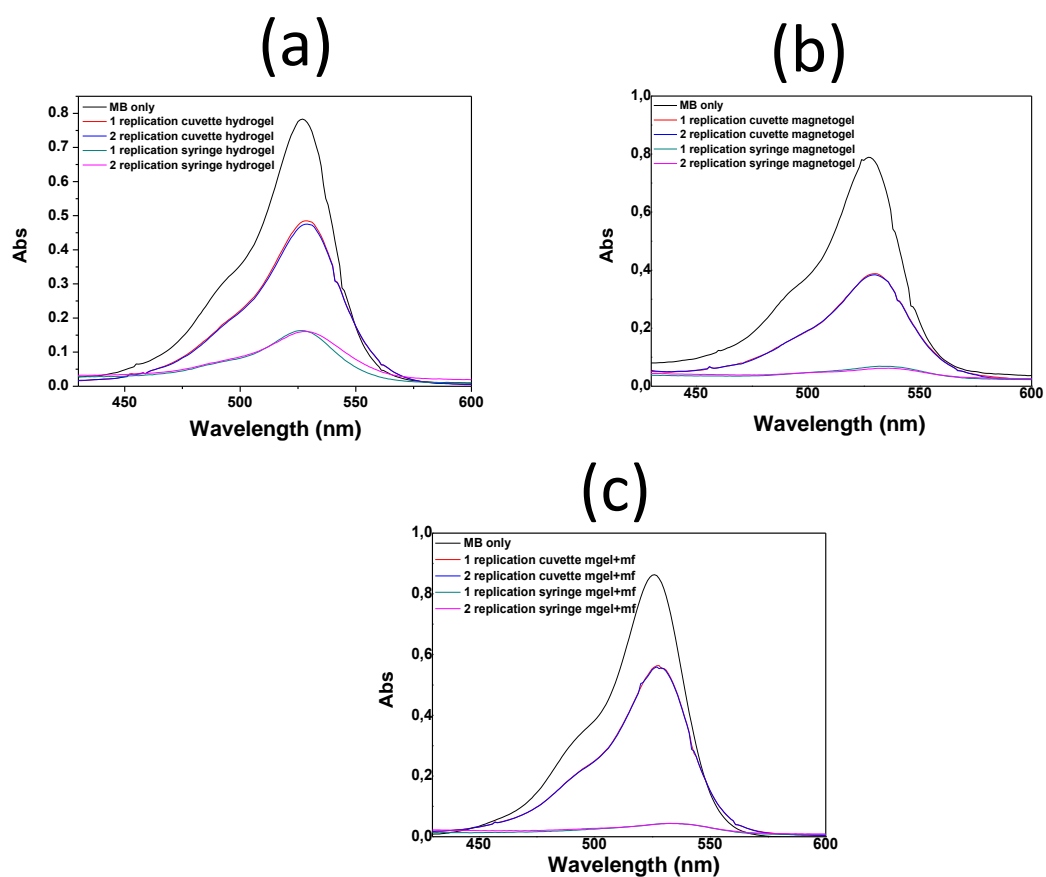 (a)
MB only
1 replication cuvette hydrogel
2 replication cuvette hydrogel
1 replication syringe hydrogel
2 replication syringe hydrogel
0.8
0.7
0.6
0.5
0.4
0.3
0.2
0.1
0.0
Abs
450 500 550 600
Wavelength (nm)
(b)
MB only
1 replication cuvette magnetogel
2 replication cuvette magnetogel
1 replication syringe magnetogel
2 replication syringe magnetogel
1,0
0,8
0,6
0,4
0,2
0,0
Abs
450 500 550 600
Wavelength (nm)
(c)
MB only
1 replication cuvette mgel+mf
2 replication cuvette mgel+mf
1 replication syringe mgel+mf
2 replication syringe mgel+mf
1,0
0,8
0,6
0,4
0,2
0,0
Abs
450 500 550 600
Wavelength (nm)